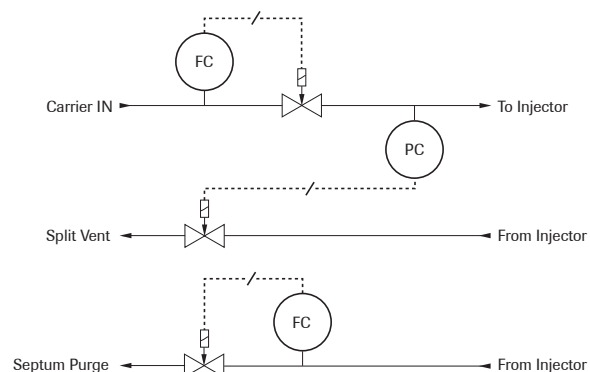 FC
Carrier IN
To Injector
PC
Split Vent
From Injector
FC
Septum Purge
From Injector